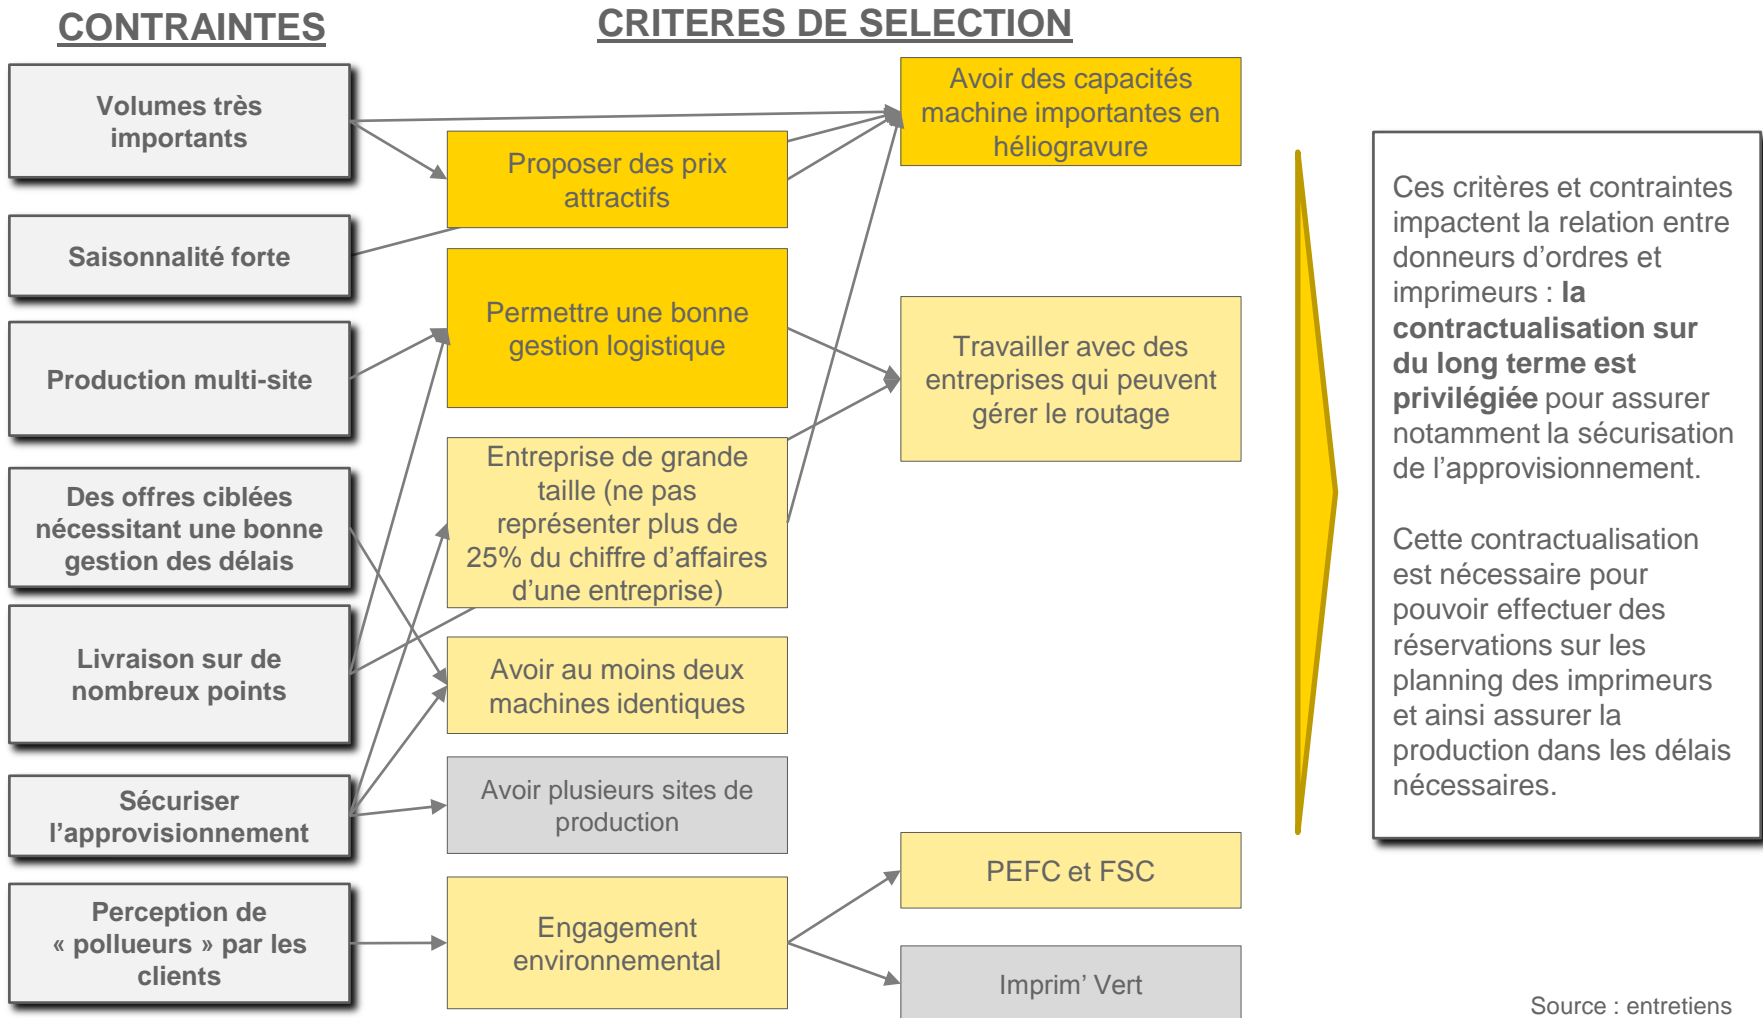 CONTRAINTES
CRITERES DE SELECTION
Volumes très
importants
Saisonnalité forte
Production multi-site
Des offres ciblées
nécessitant une bonne
gestion des délais
Livraison sur de
nombreux points
Sécuriser
l’approvisionnement
Perception de
« pollueurs » par les
clients
Proposer des prix
attractifs
Permettre une bonne
gestion logistique
Entreprise de grande
taille (ne pas
représenter plus de
25% du chiffre d’affaires
d’une entreprise)
Avoir au moins deux
machines identiques
Avoir plusieurs sites de
production
Engagement
environnemental
Avoir des capacités
machine importantes en
héliogravure
Travailler avec des
entreprises qui peuvent
gérer le routage
PEFC et FSC
Imprim’ Vert
Ces critères et contraintes
impactent la relation entre
donneurs d’ordres et
imprimeurs : la
contractualisation sur
du long terme est
privilégiée pour assurer
notamment la sécurisation
de l’approvisionnement.
Cette contractualisation
est nécessaire pour
pouvoir effectuer des
réservations sur les
planning des imprimeurs
et ainsi assurer la
production dans les délais
nécessaires.
Source : entretiens